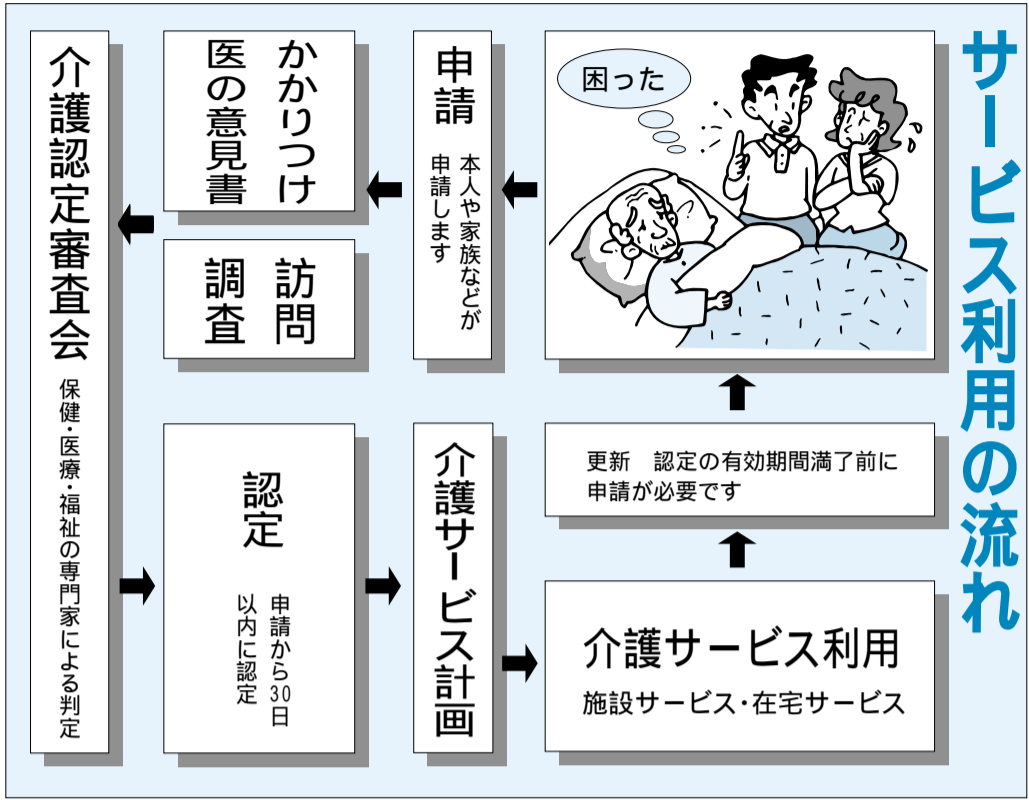 サービス利用の流れ
困った
申請
本人や家族などが
申請します
かかりつけ
医の意見書
訪問
調査
介護認定審査会
保健・医療・福祉の専門家による判定
認定
申請から30日
以内に認定
介護サービス計画
介護サービス利用
施設サービス・在宅サービス
更新　認定の有効期間満了前に
申請が必要です